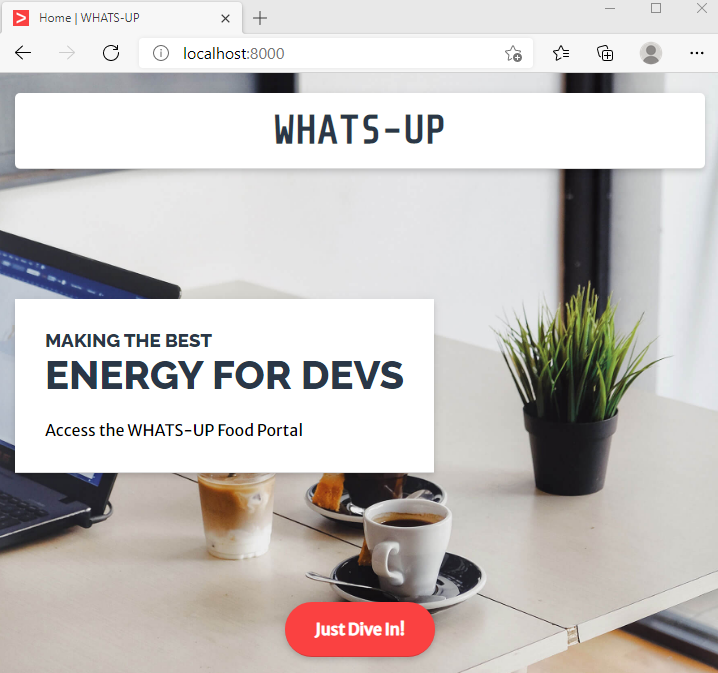 Home | WHATS-UP
localhost:8000
WHATS-UP
MAKING THE BEST
ENERGY FOR DEVS
Access the WHATS-UP Food Portal
Just Dive In!